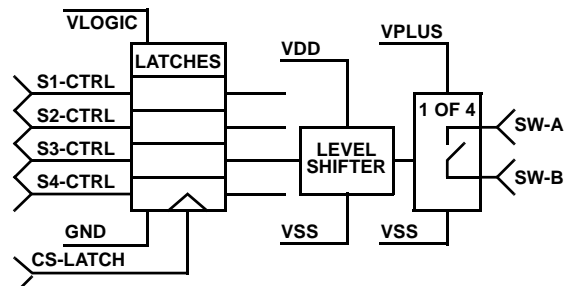 VLOGIC
LATCHES
VDD
VPLUS
S1-CTRL
S2-CTRL
S3-CTRL
S4-CTRL
1 OF 4
SW-A
LEVEL
SHIFTER
SW-B
GND
VSS
VSS
CS-LATCH